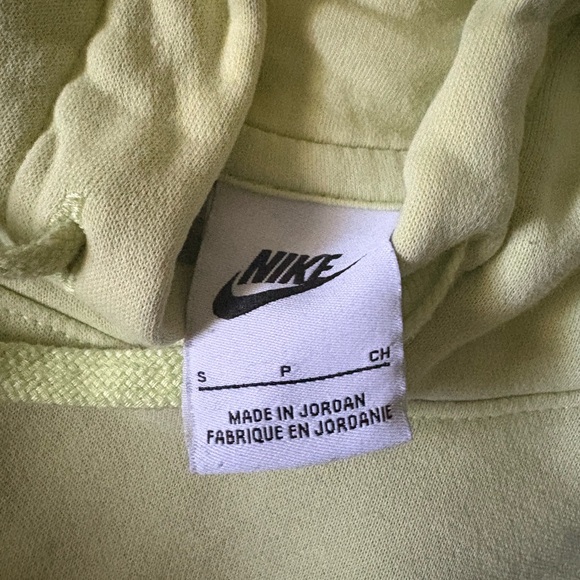 NIKE
S P CH
MADE IN JORDAN
FABRIQUE EN JORDANIE